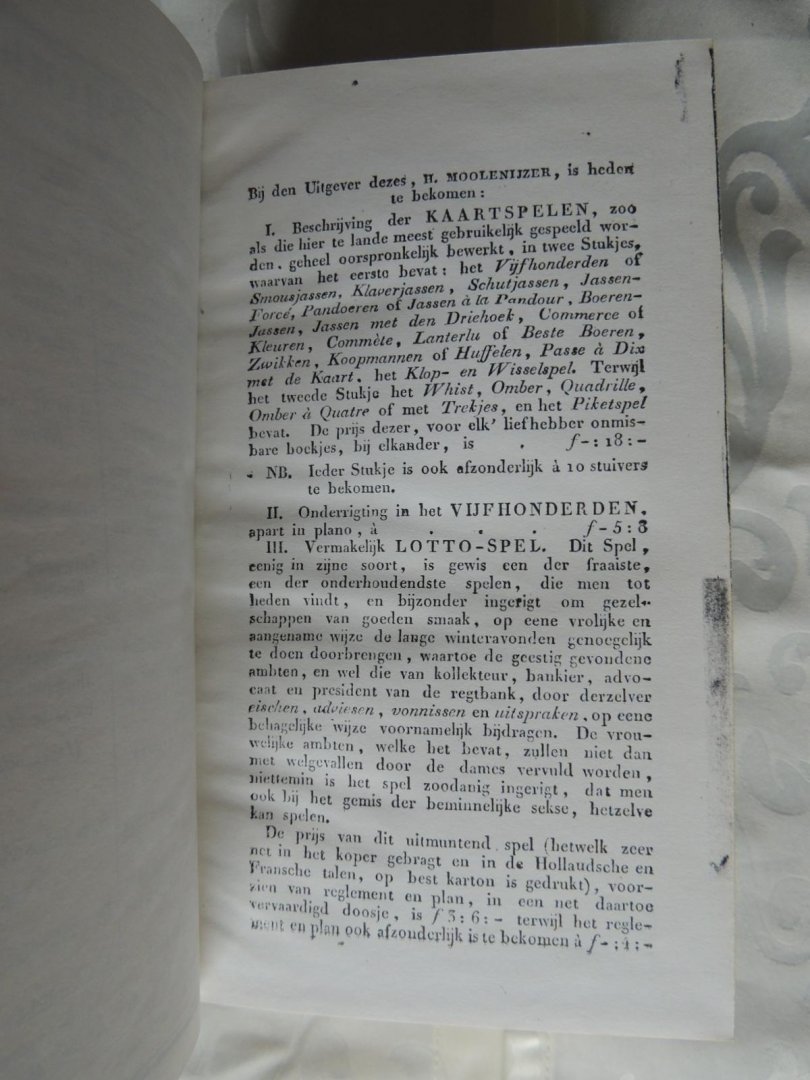 Bij den Uitgever dezes, H. MOOLENIJZER, is heden
te bekomen:
I. Beschrijving der KAARTSPELEN, zoo
als die hier te lande meest gebruikelijk gespeeld wor-
den, geheel oorspronkelijk bewerkt, in twee Stukjes,
waarvan het eerste bevat: het Vijfhonderden of
Smousjassen, Klaverjassen, Schutjassen, Jassen-
Forcé, Pandoeren of Jassen à la Pandour, Boeren-
Jassen, Jassen met den Driehoek, Commerce of
Kleuren, Commète, Lanterlu of Beste Boeren,
Zwikken, Koopmannen of Huffelen, Passe à Dix
met de Kaart, het Klop- en Wisselspel. Terwijl
het tweede Stukje het Whist, Omber, Quadrille,
Omber à Quatre of met Trekjes, en het Piketspel
bevat. De prijs dezer, voor elk' liefhebber onmis-
bare boekjes, bij elkander, is . f-: 18: -
NB. Ieder Stukje is ook afzonderlijk à 10 stuivers
te bekomen.
II. Onderrigting in het VIJFHONDERDEN,
apart in plano, à . . . f- 5: 8
III. Vermakelijk LOTTO-SPEL. Dit Spel,
eenig in zijne soort, is gewis een der fraaiste,
een der onderhoudendste spelen, die men tot
heden vindt, en bijzonder ingerigt om gezel-
schappen van goeden smaak, op eene vrolijke en
aangename wijze de lange winteravonden genoegelijk
te doen doorbrengen, waartoe de geestig gevondene
ambten, en wel die van kollekteur, bankier, advo-
caat en president van de regtbank, door derzelver
eischen, adviesen, vonnissen en uitspraken, op eene
behagelijke wijze voornamelijk bijdragen. De vrou-
welijke ambten, welke het bevat, zullen niet dan
met welgevallen door de dames vervuld worden,
niettemin is het spel zoodanig ingerigt, dat men
ook bij het gemis der beminnelijke sekse, hetzelve
kan spelen.
De prijs van dit uitmuntend spel (hetwelk zeer
net in het koper gebragt en in de Hollandsche en
Fransche talen, op best karton is gedrukt), voor-
zien van reglement en plan, in een net daartoe
vervaardigd doosje, is f 3: 6: - terwijl het regle-
ment en plan ook afzonderlijk is te bekomen à f-: 4: -